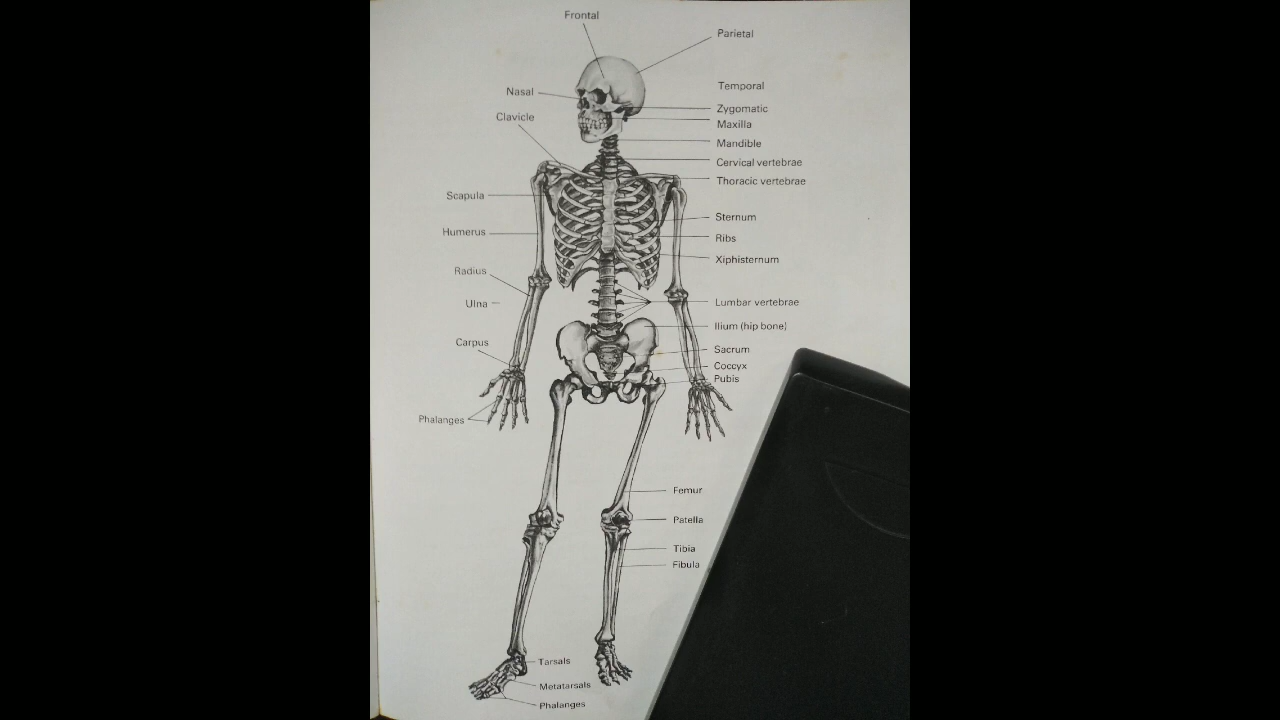 Frontal
Parietal
Temporal
Nasal
Zygomatic
Clavicle
Maxilla
Mandible
Cervical vertebrae
Thoracic vertebrae
Scapula
Sternum
Humerus
Ribs
Xiphisternum
Radius
Ulna
Lumbar vertebrae
Ilium (hip bone)
Carpus
Sacrum
Coccyx
Pubis
Phalanges
Femur
Patella
Tibia
Fibula
Tarsals
Metatarsals
Phalanges